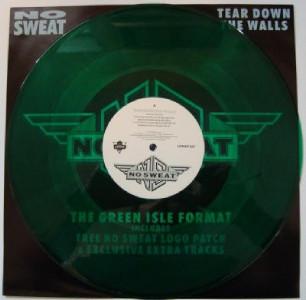 NO
SWEAT
TEAR DOWN
THE WALLS
NO SWEAT
NO SWEAT
THE GREEN ISLE FORMAT
INCLUDES
FREE NO SWEAT LOGO PATCH
& EXCLUSIVE EXTRA TRACKS